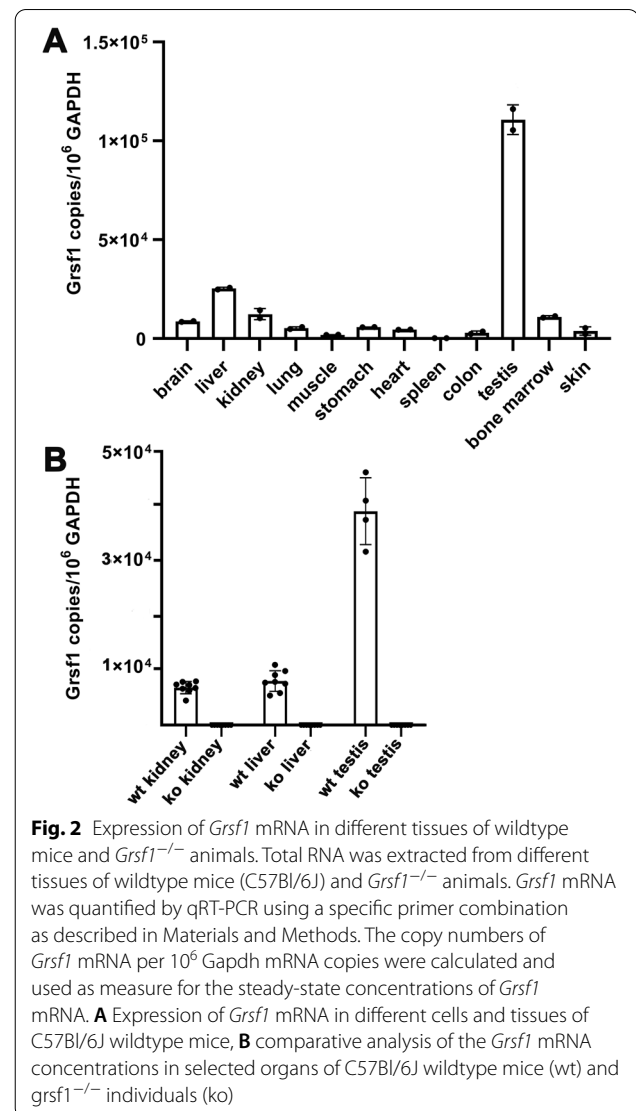 A
1.5×10⁵
1×10⁵
5×10⁴
0
Grsf1 copies/10⁶ GAPDH
brain
liver
kidney
lung
muscle
stomach
heart
spleen
colon
testis
bone marrow
skin
B
5×10⁴
3×10⁴
1×10⁴
Grsf1 copies/10⁶ GAPDH
wt kidney
ko kidney
wt liver
ko liver
wt testis
ko testis
Fig. 2 Expression of Grsf1 mRNA in different tissues of wildtype
mice and Grsf1⁻/⁻ animals. Total RNA was extracted from different
tissues of wildtype mice (C57Bl/6J) and Grsf1⁻/⁻ animals. Grsf1 mRNA
was quantified by qRT-PCR using a specific primer combination
as described in Materials and Methods. The copy numbers of
Grsf1 mRNA per 10⁶ Gapdh mRNA copies were calculated and
used as measure for the steady-state concentrations of Grsf1
mRNA. A Expression of Grsf1 mRNA in different cells and tissues of
C57Bl/6J wildtype mice, B comparative analysis of the Grsf1 mRNA
concentrations in selected organs of C57Bl/6J wildtype mice (wt) and
grsf1⁻/⁻ individuals (ko)